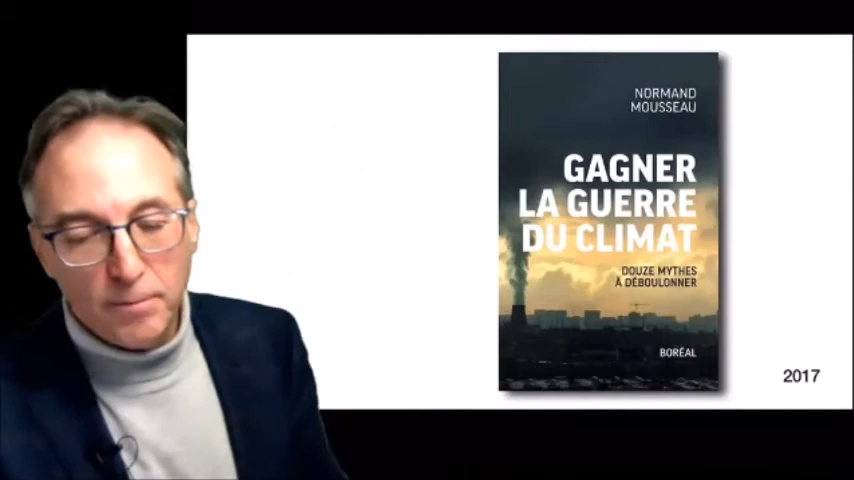 NORMAND
MOUSSEAU
GAGNER
LA GUERRE
DU CLIMAT
DOUZE MYTHES
À DÉBOULONNER
BORÉAL
2017